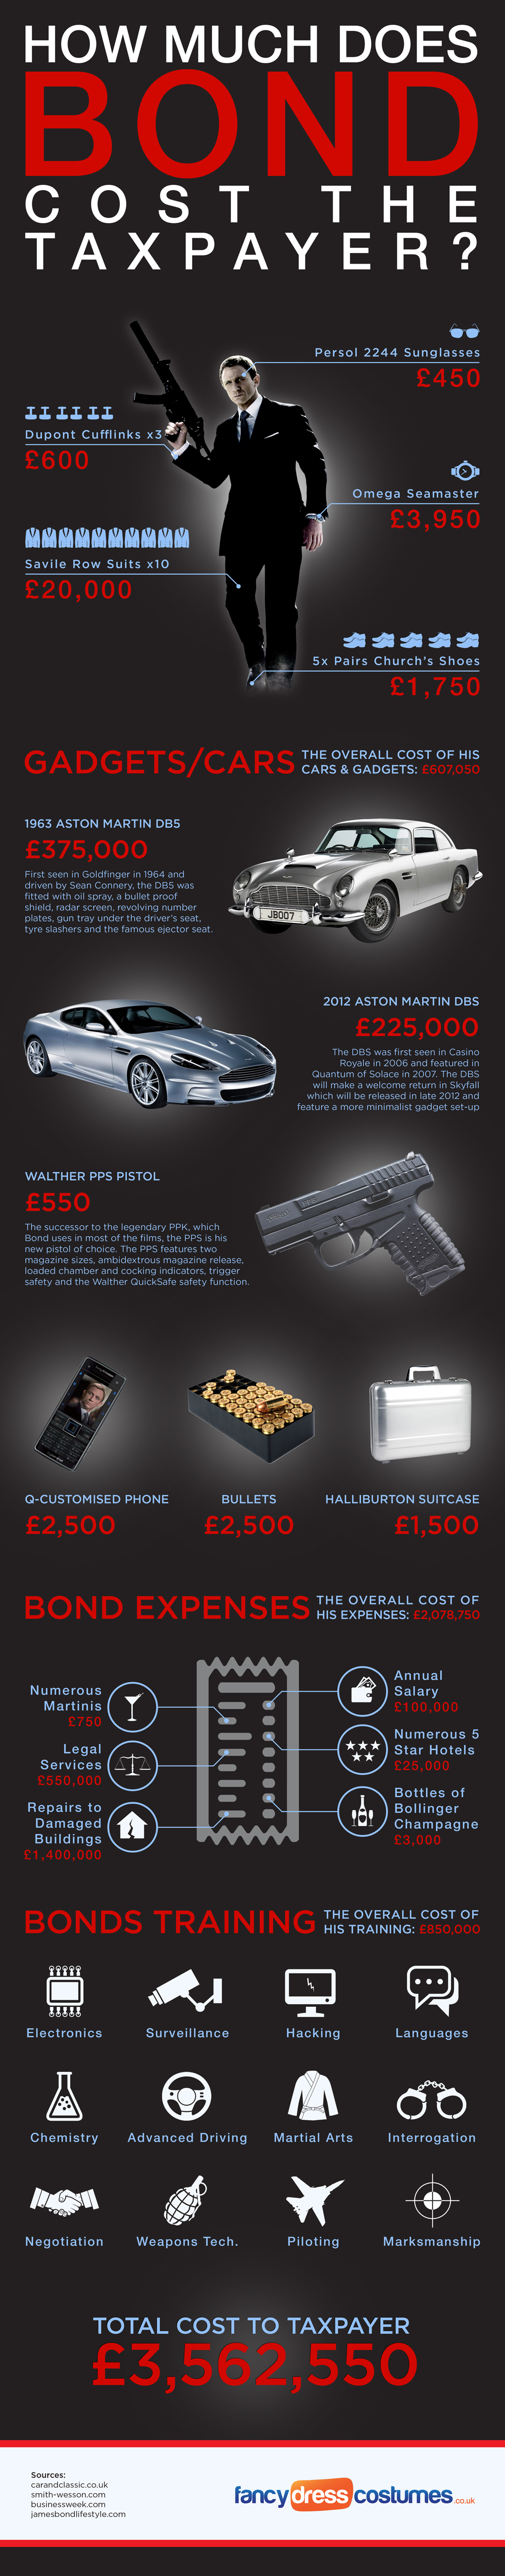 HOW MUCH DOES
BOND
COST THE
TAXPAYER?
Persol 2244 Sunglasses
£450
Dupont Cufflinks x3
£600
Omega Seamaster
£3,950
Savile Row Suits x10
£20,000
5x Pairs Church's Shoes
£1,750
GADGETS/CARS
THE OVERALL COST OF HIS
CARS & GADGETS: £607,050
1963 ASTON MARTIN DB5
£375,000
First seen in Goldfinger in 1964 and
driven by Sean Connery, the DB5 was
fitted with oil spray, a bullet proof
shield, radar screen, revolving number
plates, gun tray under the driver's seat,
tyre slashers and the famous ejector seat.
JB007
2012 ASTON MARTIN DBS
£225,000
The DBS was first seen in Casino
Royale in 2006 and featured in
Quantum of Solace in 2007. The DBS
will make a welcome return in Skyfall
which will be released in late 2012 and
feature a more minimalist gadget set-up
WALTHER PPS PISTOL
£550
The successor to the legendary PPK, which
Bond uses in most of the films, the PPS is his
new pistol of choice. The PPS features two
magazine sizes, ambidextrous magazine release,
loaded chamber and cocking indicators, trigger
safety and the Walther QuickSafe safety function.
Q-CUSTOMISED PHONE
£2,500
BULLETS
£2,500
HALLIBURTON SUITCASE
£1,500
BOND EXPENSES
THE OVERALL COST OF
HIS EXPENSES: £2,078,750
Numerous
Martinis
£750
Legal
Services
£550,000
Repairs to
Damaged
Buildings
£1,400,000
Annual
Salary
£100,000
Numerous 5
Star Hotels
£25,000
Bottles of
Bollinger
Champagne
£3,000
BONDS TRAINING
THE OVERALL COST OF
HIS TRAINING: £850,000
Electronics
Surveillance
Hacking
Languages
Chemistry
Advanced Driving
Martial Arts
Interrogation
Negotiation
Weapons Tech.
Piloting
Marksmanship
TOTAL COST TO TAXPAYER
£3,562,550
Sources:
carandclassic.co.uk
smith-wesson.com
businessweek.com
jamesbondlifestyle.com
fancydresscostumes.co.uk